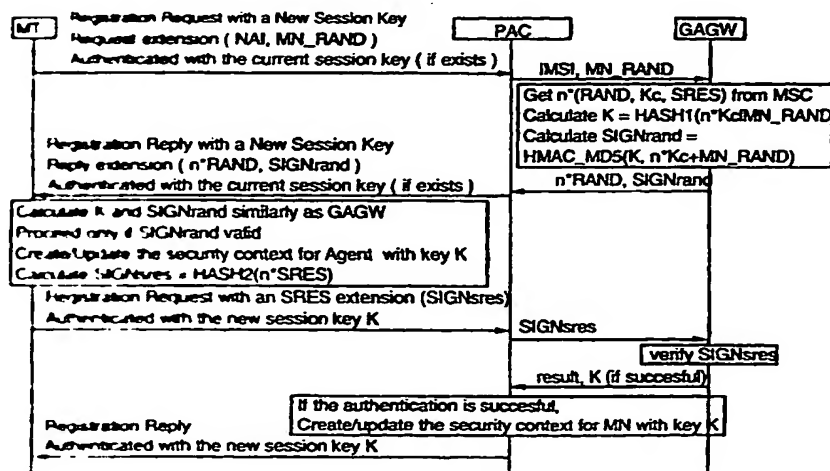 MT
PAC
GAGW
Registration Request with a New Session Key
Request extension ( NAI, MN_RAND )
Authenticated with the current session key ( if exists )
IMSI, MN_RAND
Get n*(RAND, Kc, SRES) from MSC
Calculate K = HASH1(n*Kc|MN_RAND
Calculate SIGNrand =
HMAC_MD5(K, n*Kc+MN_RAND)
Registration Reply with a New Session Key
Reply extension ( n*RAND, SIGNrand )
Authenticated with the current session key ( if exists )
n*RAND, SIGNrand
Calculate K and SIGNrand similarly as GAGW
Proceed only if SIGNrand valid
Create/Update the security context for Agent with key K
Calculate SIGNsres = HASH2(n*SRES)
Registration Request with an SRES extension (SIGNsres)
Authenticated with the new session key K
SIGNsres
verify SIGNsres
result, K (if succesful)
If the authentication is succesful,
Create/update the security context for MN with key K
Registration Reply
Authenticated with the new session key K